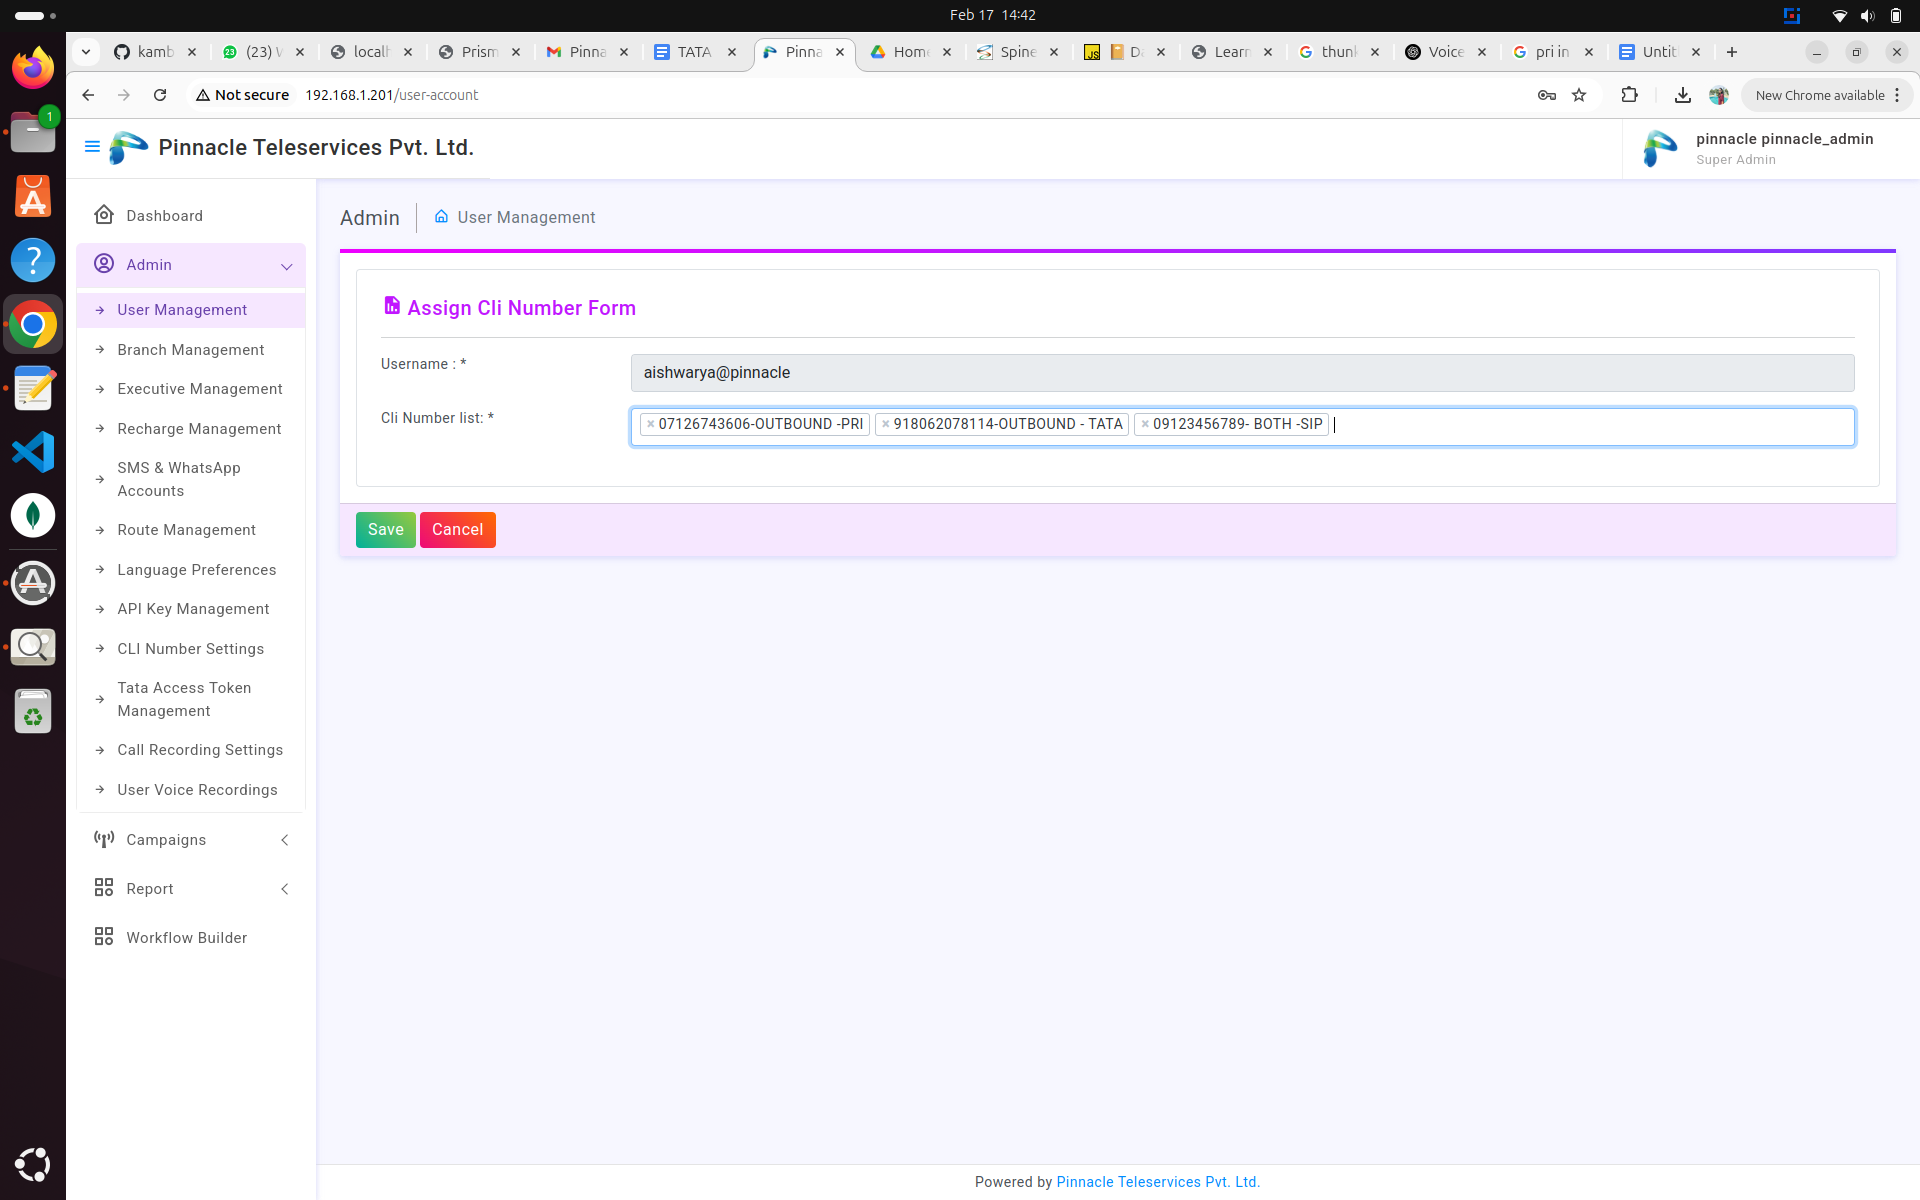 Feb 17 14:42
kamb
(23) W
localh
Prism
Pinna
TATA
Pinna
Home
Spine
Da
Learn
thunk
Voice
pri in
Untit
Not secure
192.168.1.201/user-account
New Chrome available
1
Pinnacle Teleservices Pvt. Ltd.
pinnacle pinnacle_admin
Super Admin
Dashboard
Admin
User Management
Branch Management
Executive Management
Recharge Management
SMS & WhatsApp
Accounts
Route Management
Language Preferences
API Key Management
CLI Number Settings
Tata Access Token
Management
Call Recording Settings
User Voice Recordings
Campaigns
Report
Workflow Builder
Admin
User Management
Assign Cli Number Form
Username : *
aishwarya@pinnacle
Cli Number list: *
× 07126743606-OUTBOUND -PRI
× 918062078114-OUTBOUND - TATA
× 09123456789- BOTH -SIP
Save
Cancel
Powered by Pinnacle Teleservices Pvt. Ltd.